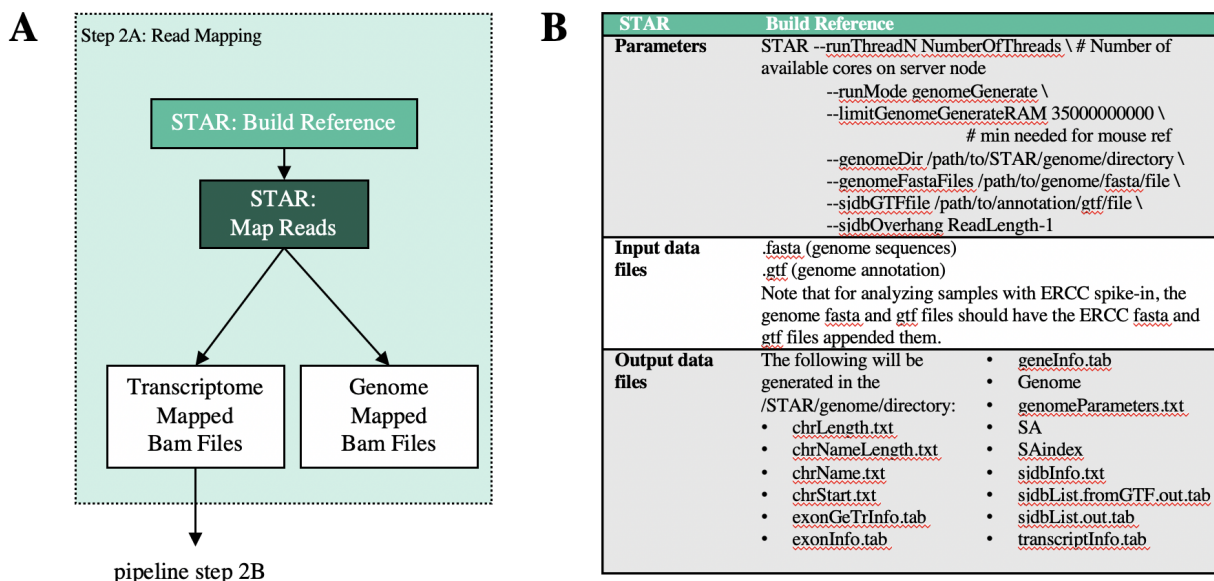 A
Step 2A: Read Mapping
STAR: Build Reference
STAR:
Map Reads
Transcriptome
Mapped
Bam Files
Genome
Mapped
Bam Files
pipeline step 2B
B
STAR Build Reference
Parameters
STAR --runThreadN NumberOfThreads \ # Number of
available cores on server node
--runMode genomeGenerate \
--limitGenomeGenerateRAM 35000000000 \
# min needed for mouse ref
--genomeDir /path/to/STAR/genome/directory \
--genomeFastaFiles /path/to/genome/fasta/file \
--sjdbGTFfile /path/to/annotation/gtf/file \
--sjdbOverhang ReadLength-1
Input data
files
.fasta (genome sequences)
.gtf (genome annotation)
Note that for analyzing samples with ERCC spike-in, the
genome fasta and gtf files should have the ERCC fasta and
gtf files appended them.
Output data
files
The following will be
generated in the
/STAR/genome/directory:
• chrLength.txt
• chrNameLength.txt
• chrName.txt
• chrStart.txt
• exonGeTrInfo.tab
• exonInfo.tab
• geneInfo.tab
• Genome
• genomeParameters.txt
• SA
• SAindex
• sjdbInfo.txt
• sjdbList.fromGTF.out.tab
• sjdbList.out.tab
• transcriptInfo.tab